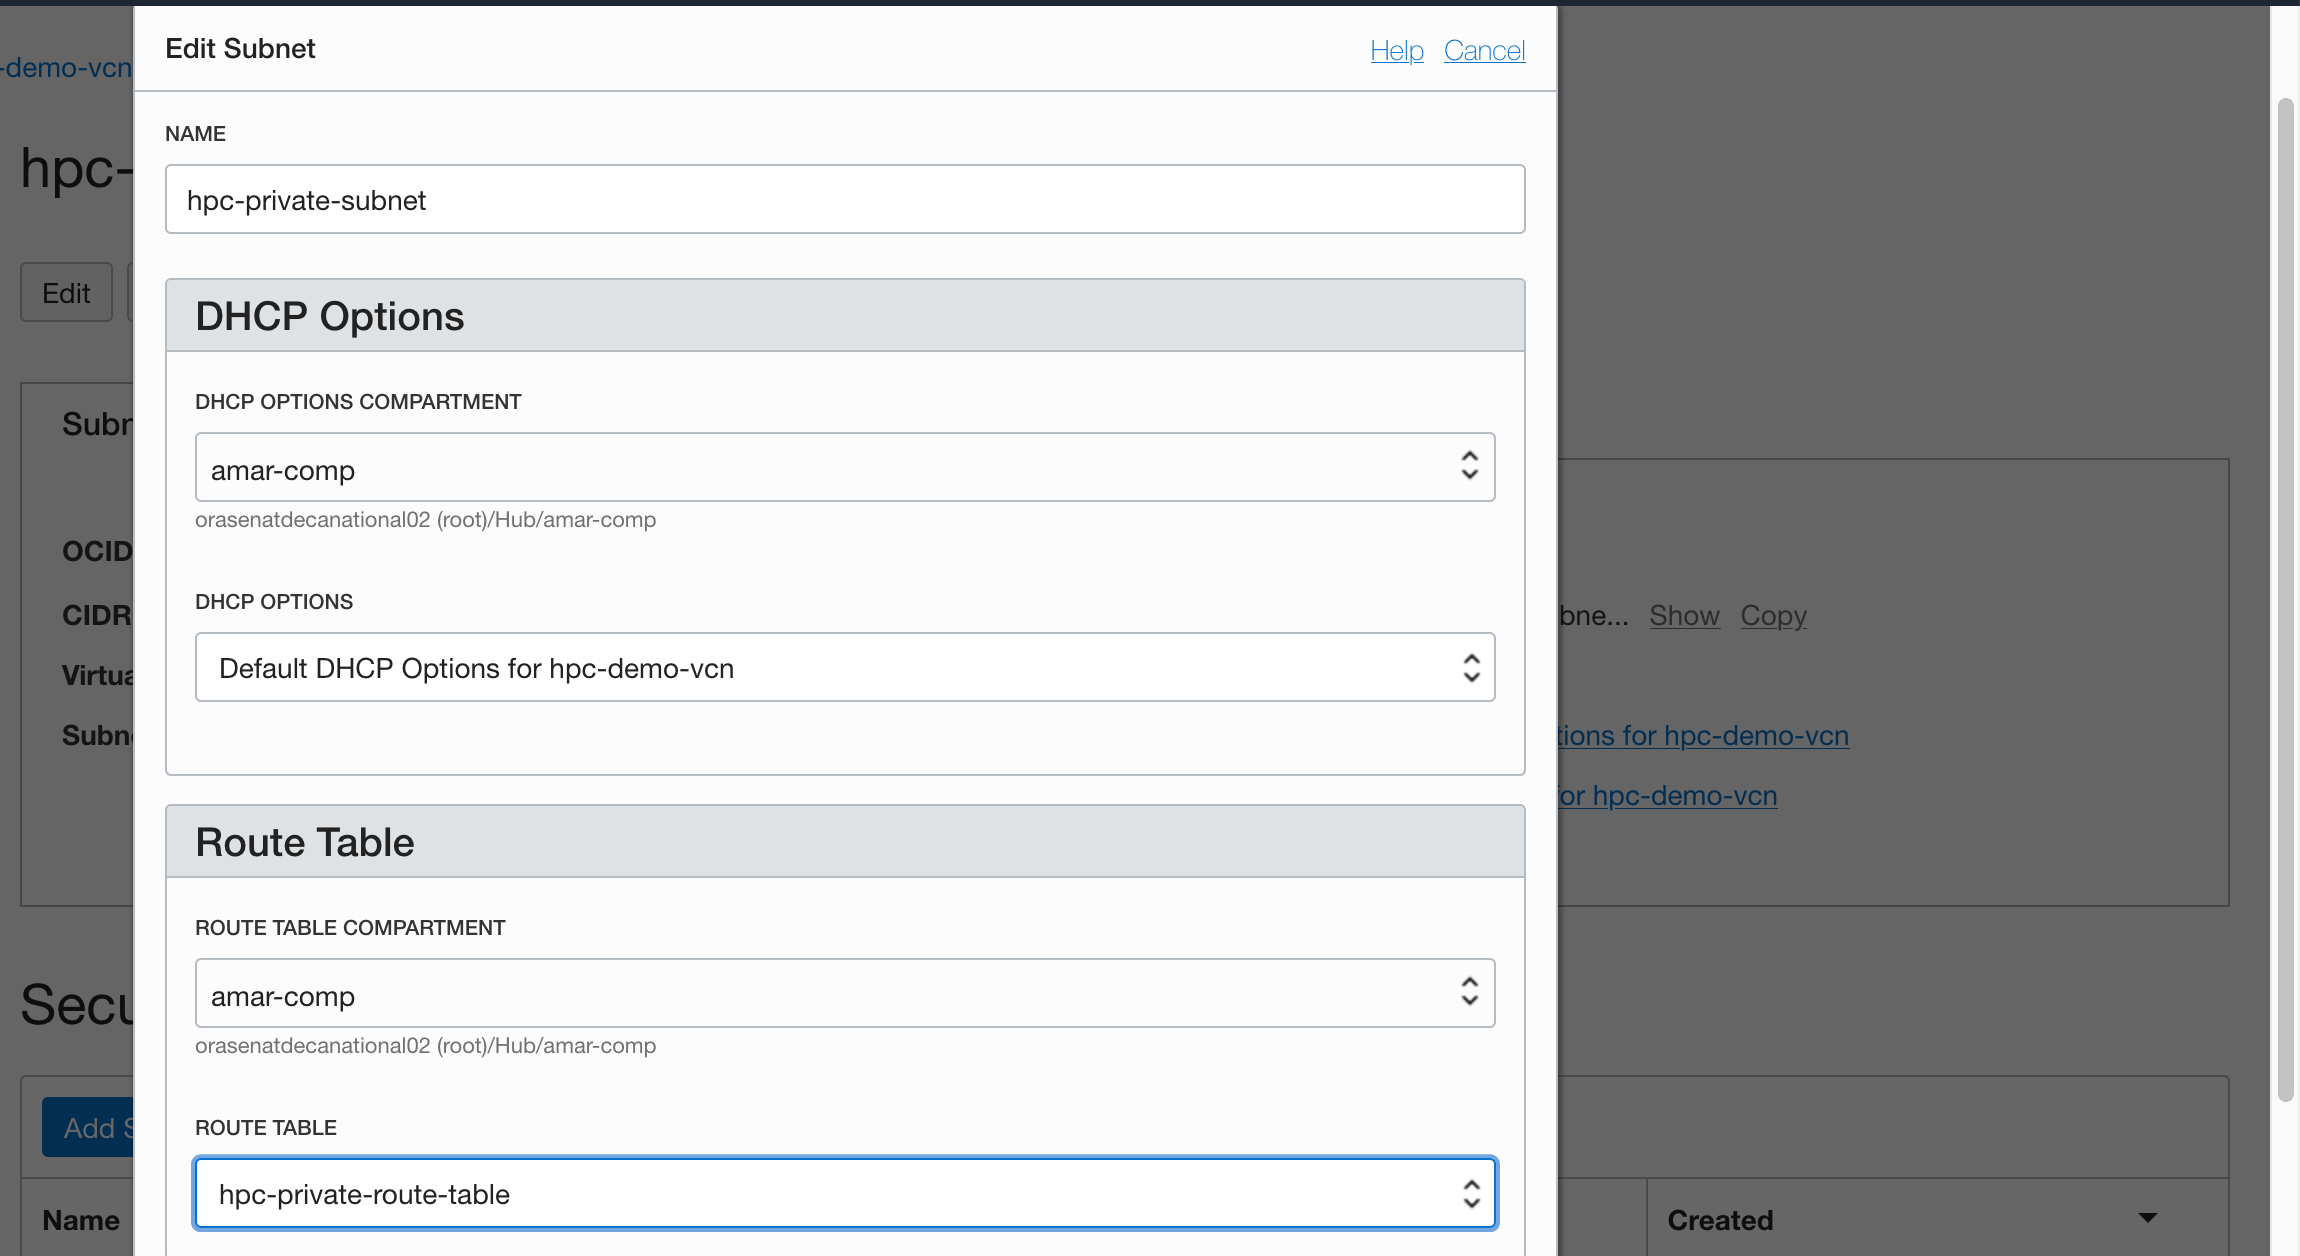 Edit Subnet
Help Cancel
-demo-vcn
NAME
hpc-
hpc-private-subnet
Edit
DHCP Options
DHCP OPTIONS COMPARTMENT
Subn
amar-comp
orasenatdecanational02 (root)/Hub/amar-comp
OCID
DHCP OPTIONS
CIDR
bne... Show Copy
Virtua
Default DHCP Options for hpc-demo-vcn
Subn
tions for hpc-demo-vcn
for hpc-demo-vcn
Route Table
ROUTE TABLE COMPARTMENT
amar-comp
Secu
orasenatdecanational02 (root)/Hub/amar-comp
Add S
ROUTE TABLE
hpc-private-route-table
Name
Created